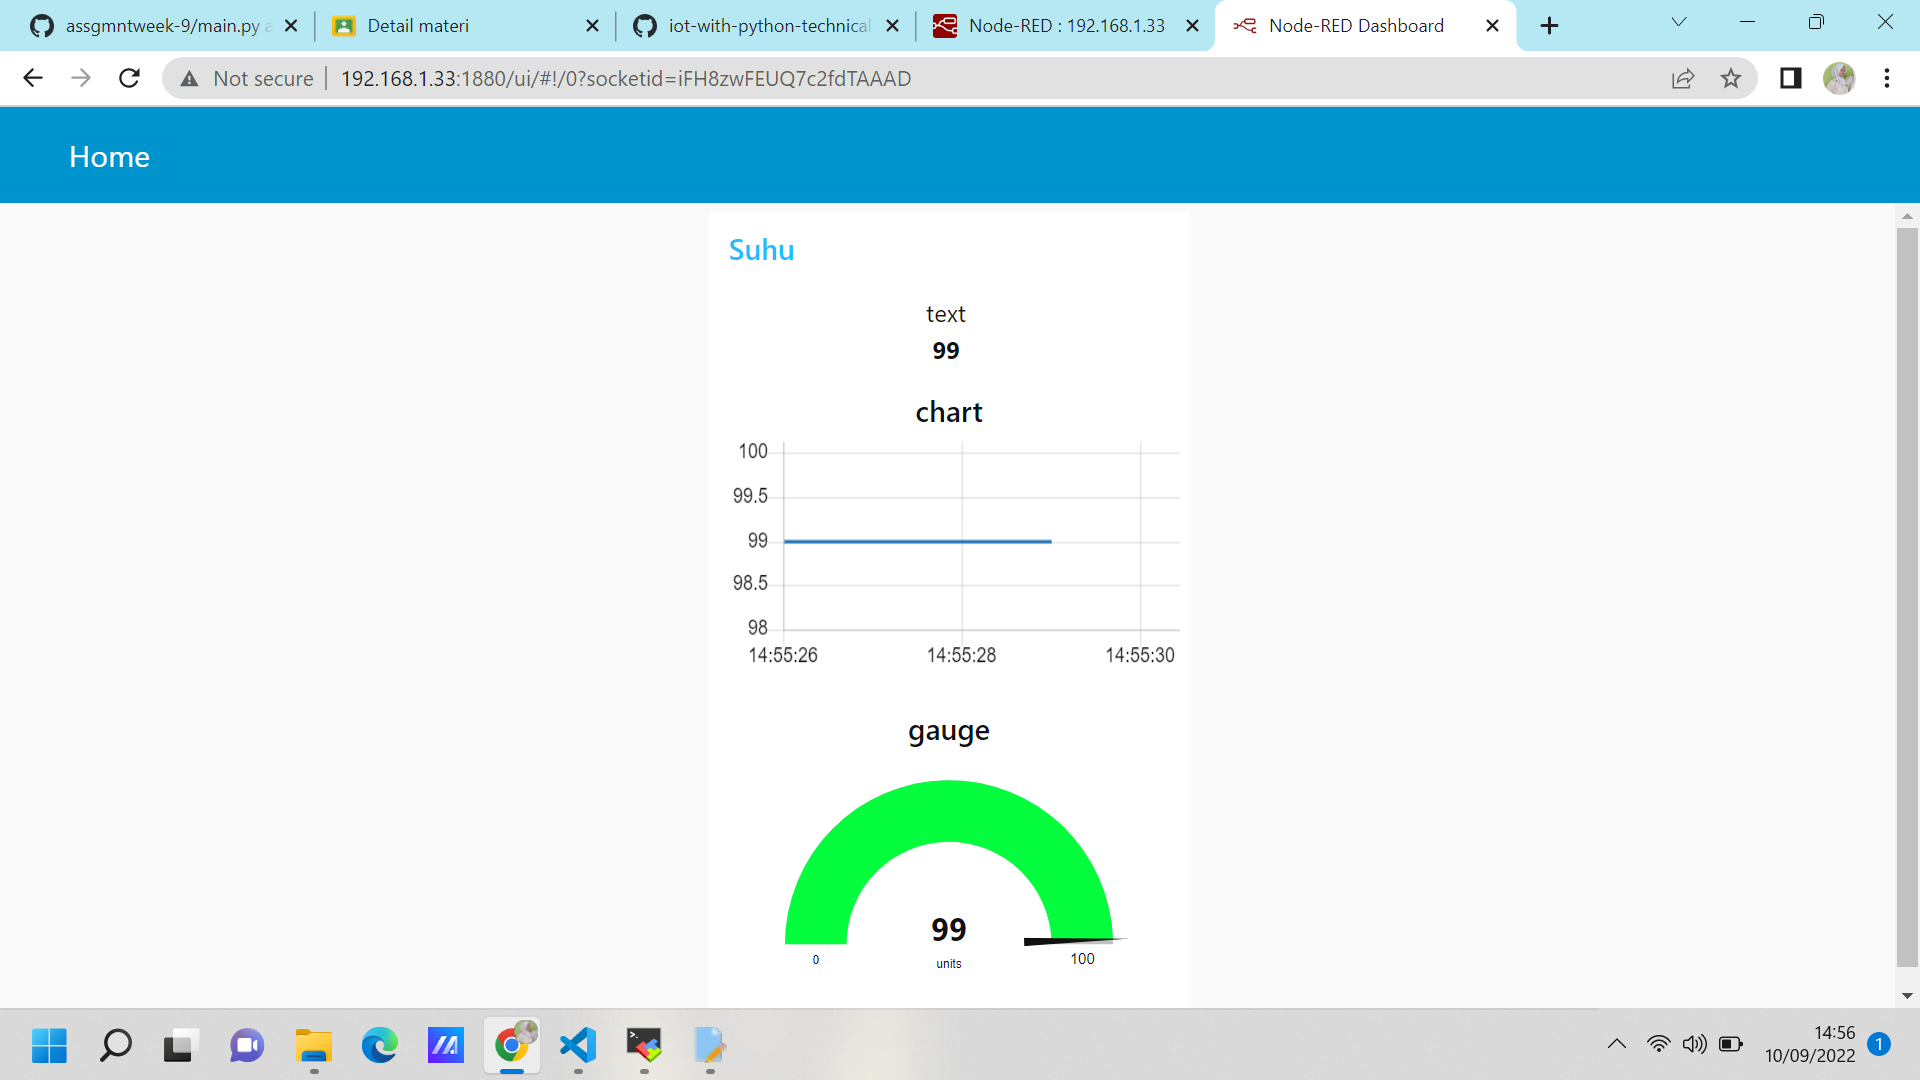 assgmntweek-9/main.py a
Detail materi
iot-with-python-technical
Node-RED : 192.168.1.33
Node-RED Dashboard
Not secure
192.168.1.33:1880/ui/#!/0?socketid=iFH8zwFEUQ7c2fdTAAAD
Home
Suhu
text
99
chart
100
99.5
99
98.5
98
14:55:26
14:55:28
14:55:30
gauge
99
0
units
100
14:56
10/09/2022
1